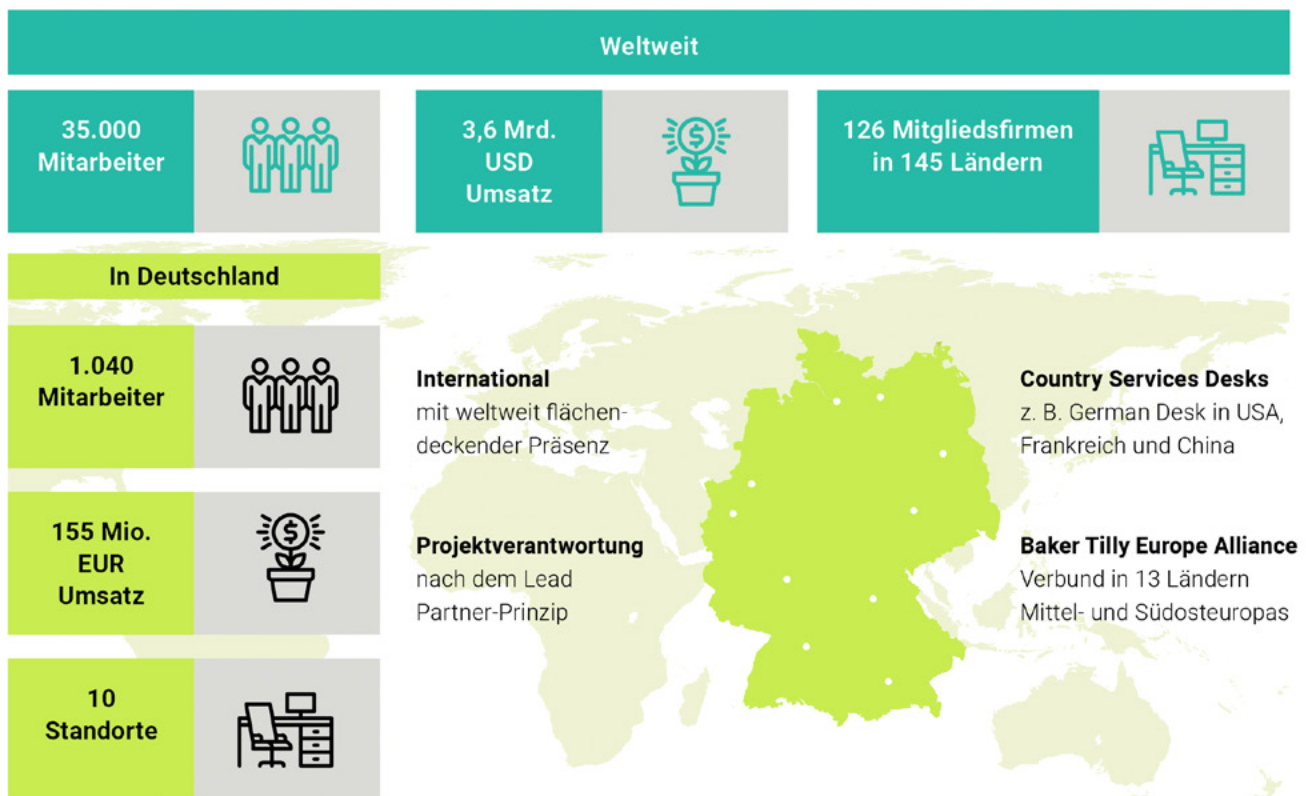 Weltweit
35.000
Mitarbeiter
3,6 Mrd.
USD
Umsatz
126 Mitgliedsfirmen
in 145 Ländern
In Deutschland
1.040
Mitarbeiter
155 Mio.
EUR
Umsatz
10
Standorte
International
mit weltweit flächen-
deckender Präsenz
Projektverantwortung
nach dem Lead
Partner-Prinzip
Country Services Desks
z. B. German Desk in USA,
Frankreich und China
Baker Tilly Europe Alliance
Verbund in 13 Ländern
Mittel- und Südosteuropas